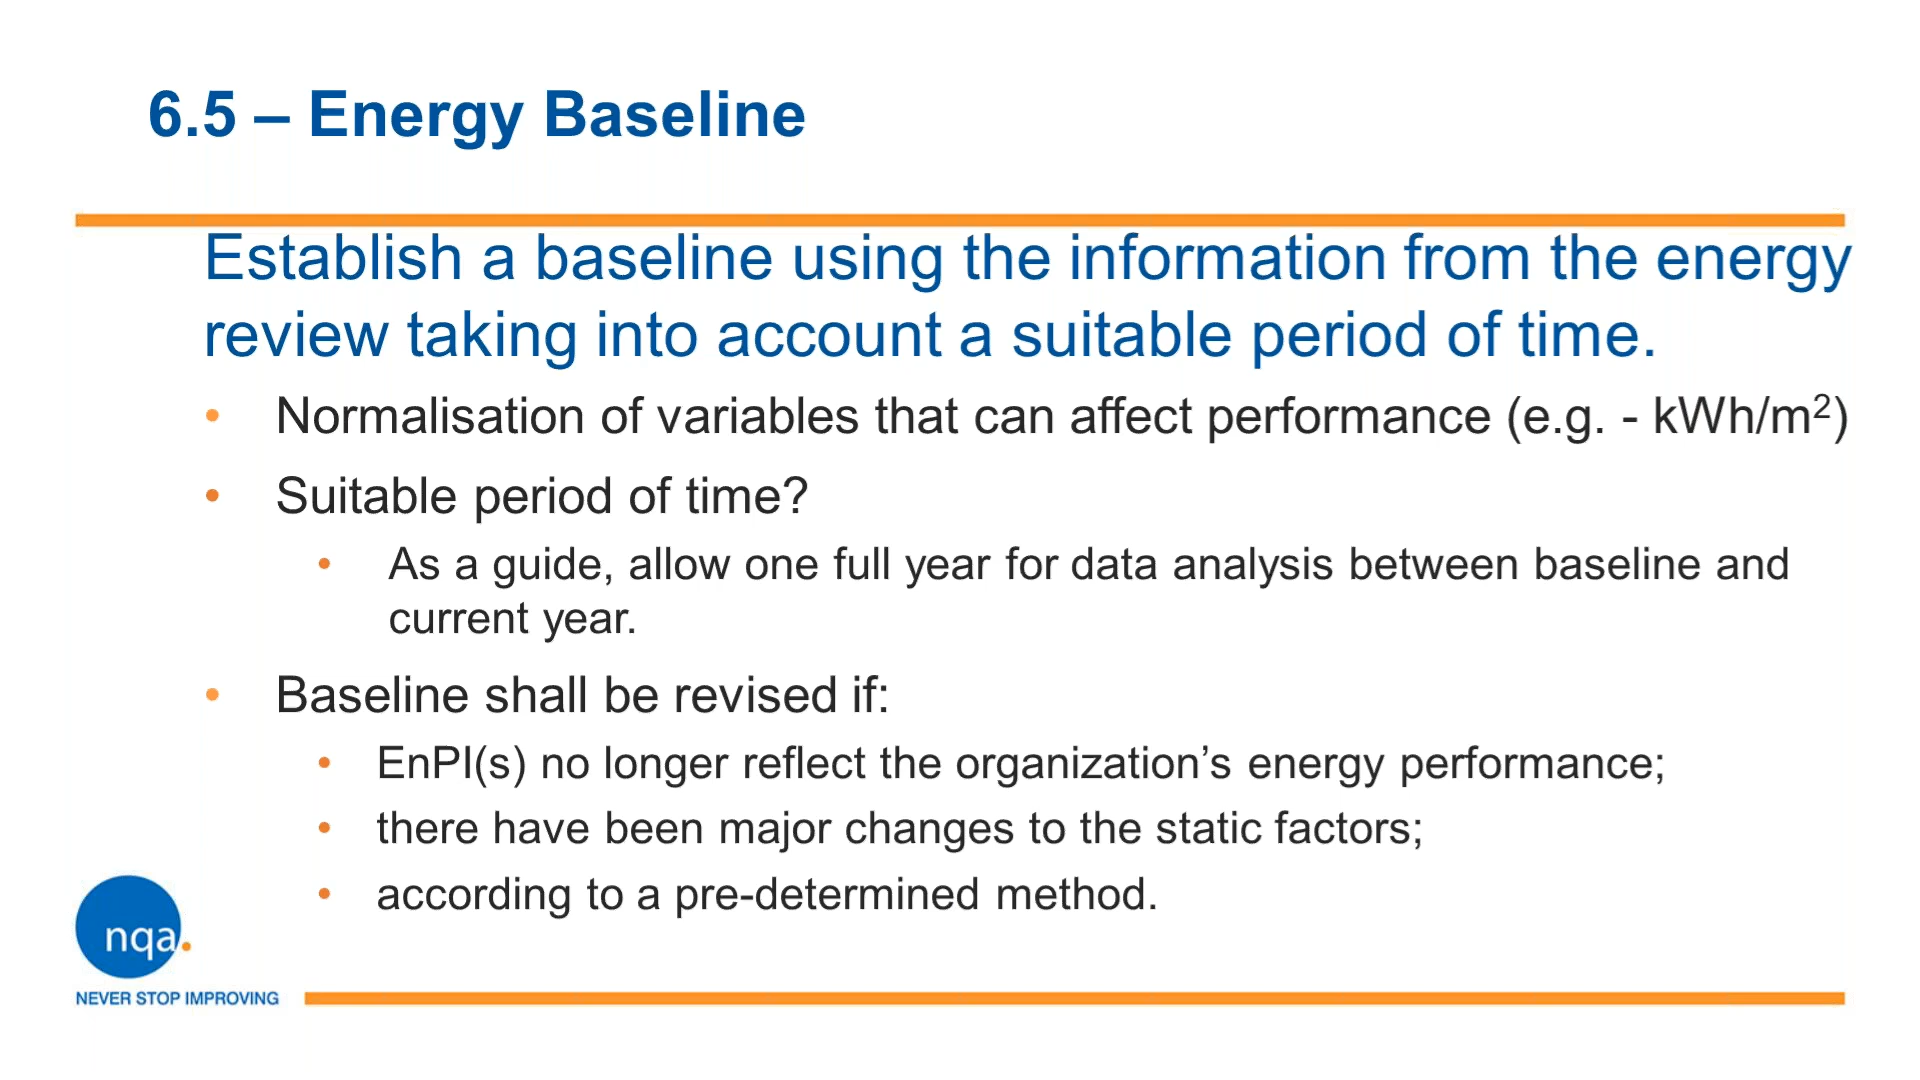 6.5 – Energy Baseline
Establish a baseline using the information from the energy
review taking into account a suitable period of time.
• Normalisation of variables that can affect performance (e.g. - kWh/m²)
• Suitable period of time?
• As a guide, allow one full year for data analysis between baseline and
current year.
• Baseline shall be revised if:
• EnPI(s) no longer reflect the organization’s energy performance;
• there have been major changes to the static factors;
• according to a pre-determined method.
nqa.
NEVER STOP IMPROVING